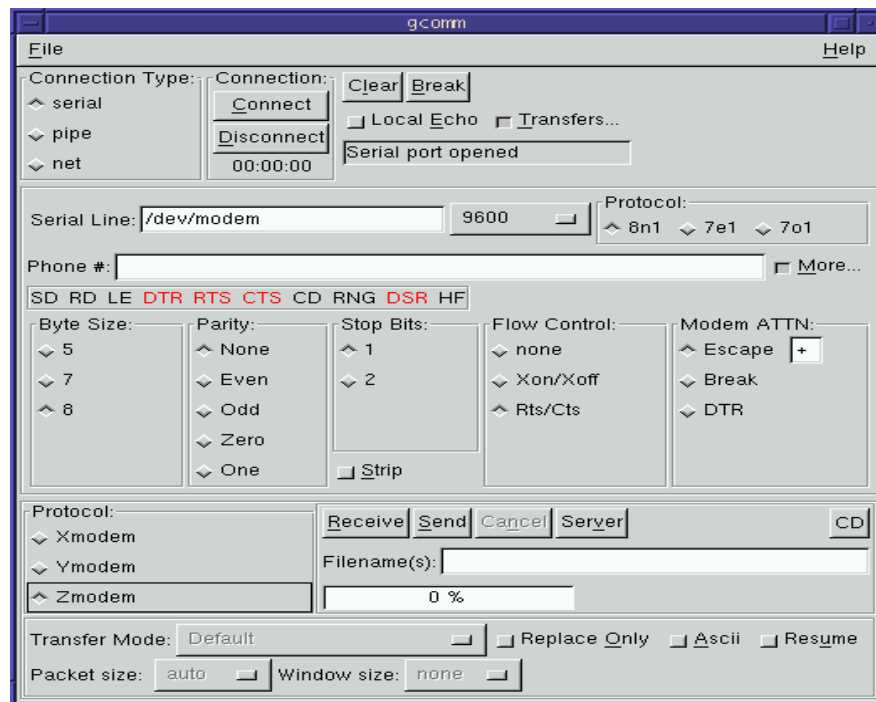 gcomm
File Help
Connection Type: Connection: Clear Break
serial Connect
Local Echo Transfers...
pipe Disconnect
Serial port opened
net 00:00:00
Protocol:
Serial Line: /dev/modem 9600 8n1 7e1 7o1
Phone #: More...
SD RD LE DTR RTS CTS CD RNG DSR HF
Byte Size: Parity: Stop Bits: Flow Control: Modem ATTN:
5 None 1 none Escape +
7 Even 2 Xon/Xoff Break
8 Odd Rts/Cts DTR
Zero
One Strip
Protocol:
Receive Send Cancel Server CD
Xmodem
Ymodem Filename(s):
Zmodem 0 %
Transfer Mode: Default Replace Only Ascii Resume
Packet size: auto Window size: none